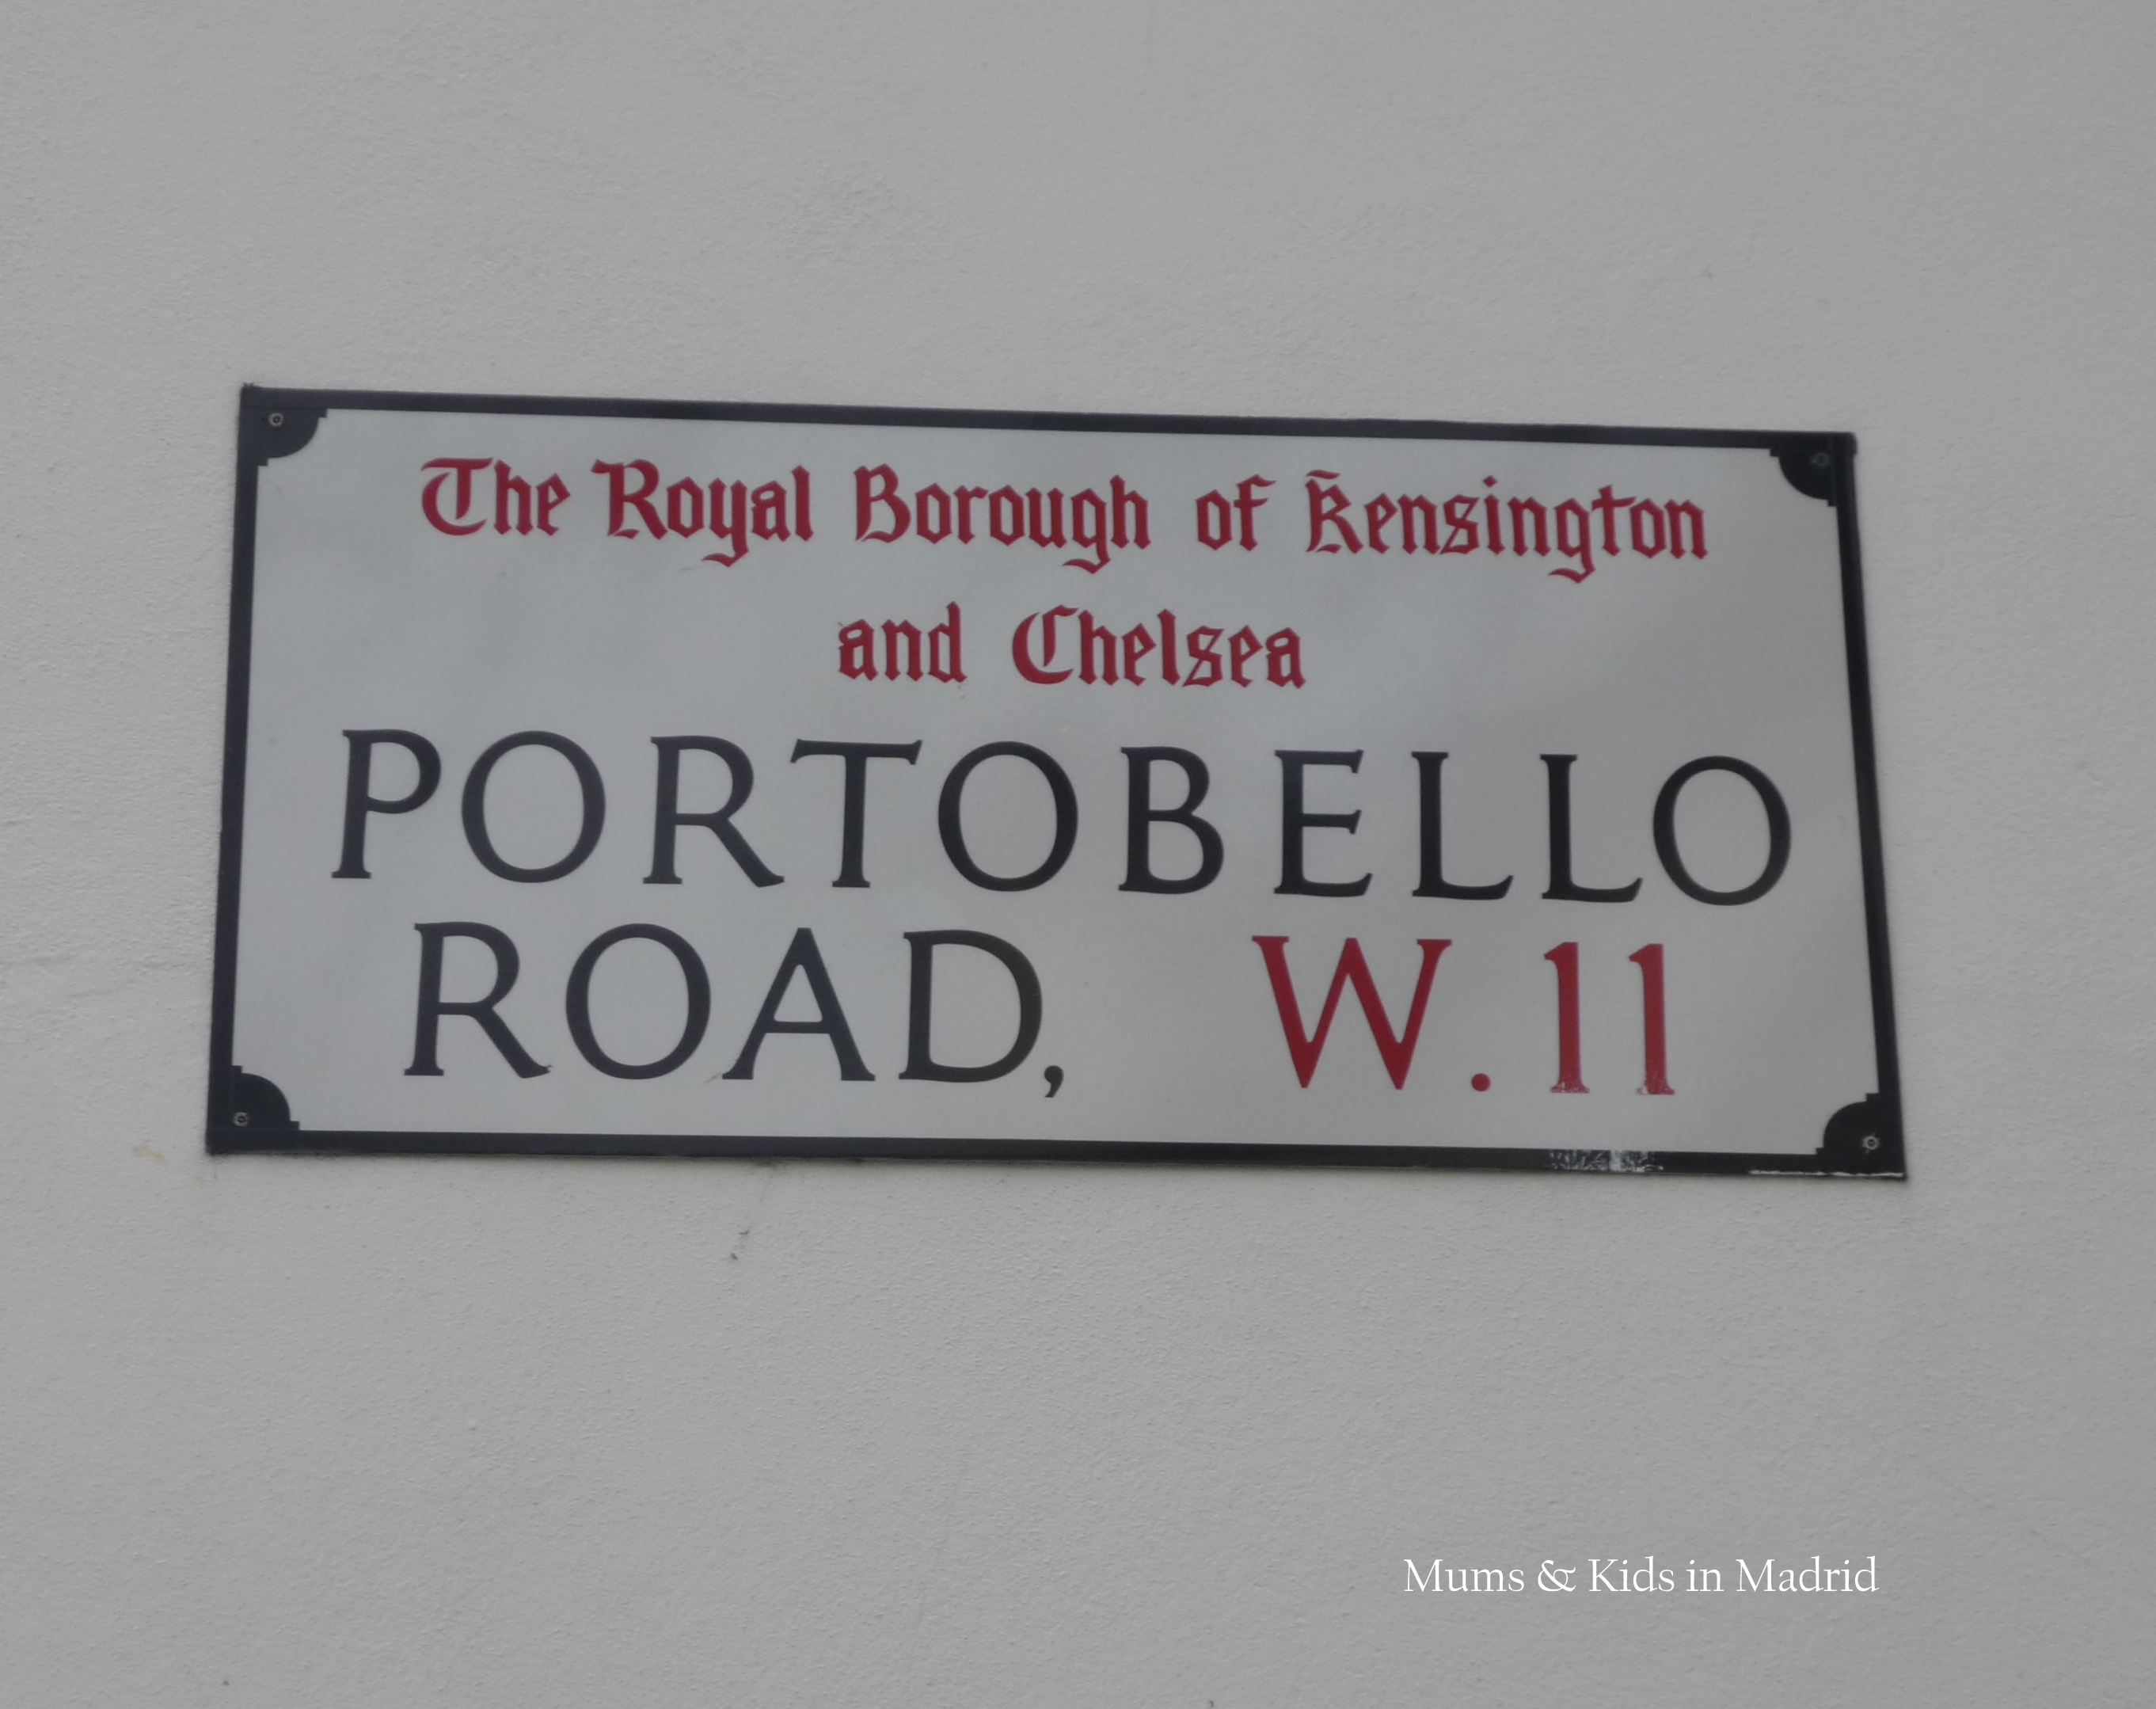 The Royal Borough of Kensington
and Chelsea
PORTOBELLO
ROAD, W.11
Mums & Kids in Madrid